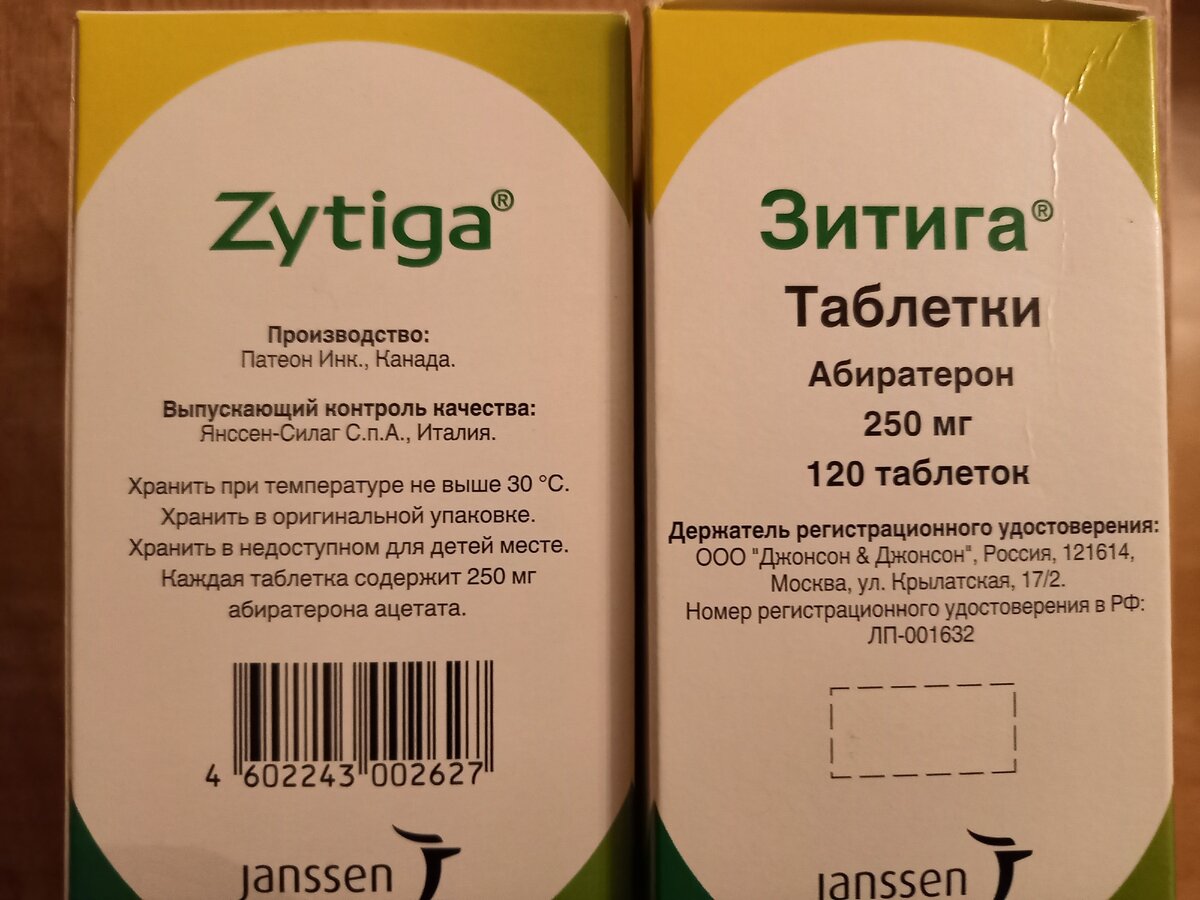 Zytiga®
Производство:
Патеон Инк., Канада.
Выпускающий контроль качества:
Янссен-Силаг С.п.А., Италия.
Хранить при температуре не выше 30 °C.
Хранить в оригинальной упаковке.
Хранить в недоступном для детей месте.
Каждая таблетка содержит 250 мг
абиратерона ацетата.
4 602243 002627
janssen
Зитига®
Таблетки
Абиратерон
250 мг
120 таблеток
Держатель регистрационного удостоверения:
ООО "Джонсон & Джонсон", Россия, 121614,
Москва, ул. Крылатская, 17/2.
Номер регистрационного удостоверения в РФ:
ЛП-001632
janssen